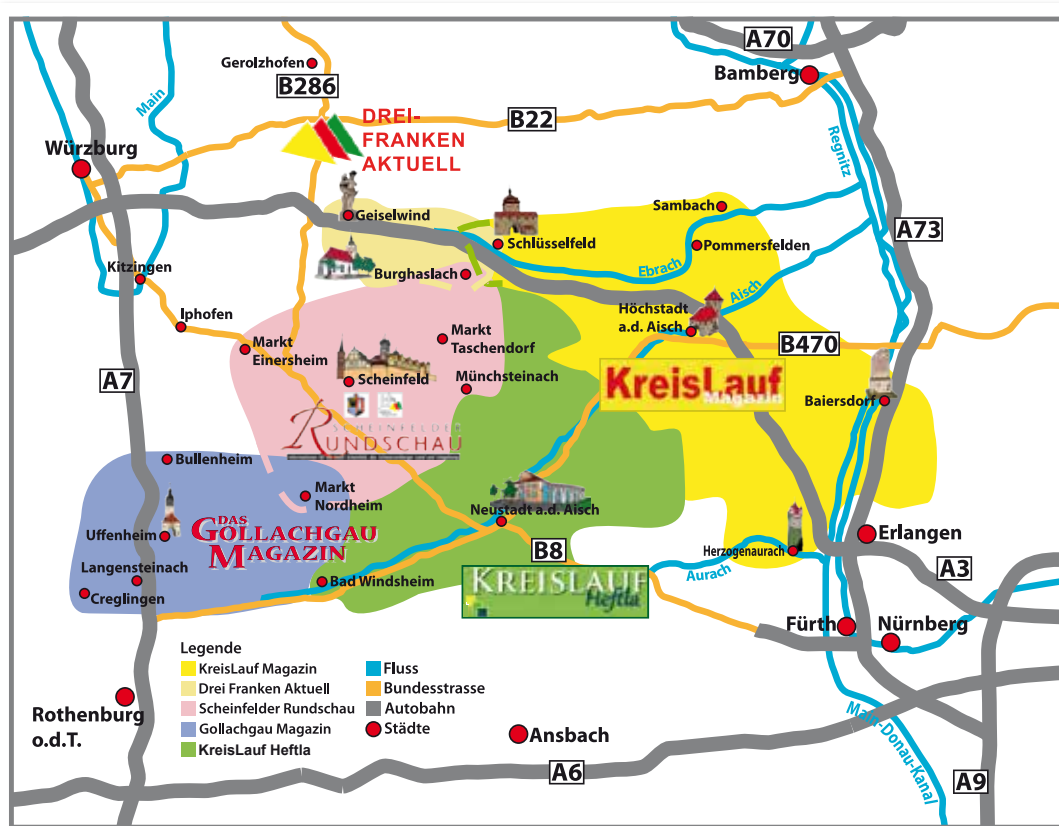 A70
Gerolzhofen
Bamberg
B286
Main
DREI-
FRANKEN
AKTUELL
B22
Regnitz
Würzburg
Geiselwind
Sambach
A73
Schlüsselfeld
Pommersfelden
Kitzingen
Burghaslach
Ebrach
Aisch
Iphofen
Höchstadt
a.d. Aisch
Markt
Einersheim
Markt
Taschendorf
B470
A7
Scheinfeld
Münchsteinach
KreisLauf
Magazin
Baiersdorf
SCHEINFELDER
RUNDSCHAU
Bullenheim
Markt
Nordheim
Neustadt a.d. Aisch
Uffenheim
DAS
GOLLACHGAU
MAGAZIN
Erlangen
B8
Herzogenaurach
Langensteinach
Bad Windsheim
KREISLAUF
Heftla
Aurach
A3
Creglingen
Fürth
Nürnberg
Legende
KreisLauf Magazin
Drei Franken Aktuell
Scheinfelder Rundschau
Gollachgau Magazin
KreisLauf Heftla
Fluss
Bundesstrasse
Autobahn
Städte
Rothenburg
o.d.T.
Ansbach
Main-Donau-Kanal
A6
A9